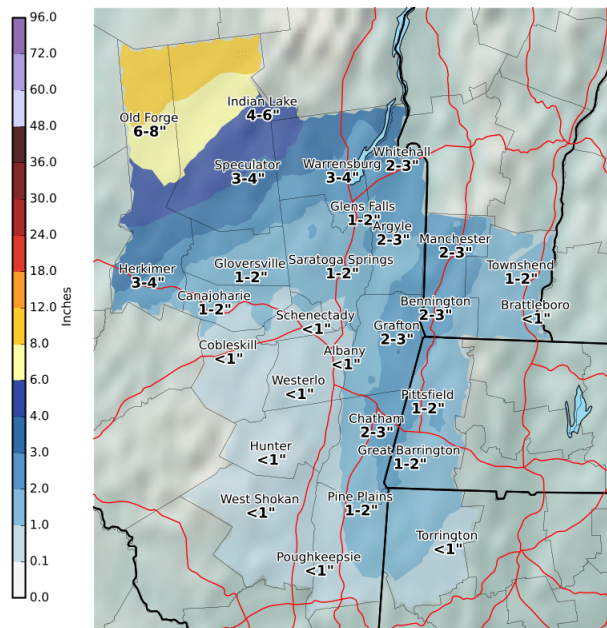 96.0
72.0
60.0
48.0
36.0
30.0
24.0
18.0
12.0
8.0
6.0
4.0
3.0
2.0
1.0
0.1
0.0
Inches
Old Forge
6-8"
Indian Lake
4-6"
Speculator
3-4"
Warrensburg
3-4"
Whitehall
2-3"
Glens Falls
1-2"
Argyle
2-3"
Manchester
2-3"
Herkimer
3-4"
Gloversville
1-2"
Saratoga Springs
1-2"
Townshend
1-2"
Canajoharie
1-2"
Schenectady
<1"
Bennington
2-3"
Brattleboro
<1"
Grafton
2-3"
Cobleskill
<1"
Albany
<1"
Westerlo
<1"
Pittsfield
1-2"
Chatham
2-3"
Hunter
<1"
Great Barrington
1-2"
West Shokan
<1"
Pine Plains
1-2"
Torrington
<1"
Poughkeepsie
<1"